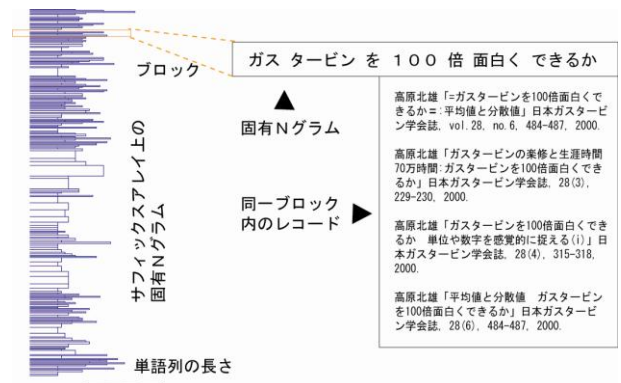 ブロック
ガス タービン を １００ 倍 面白く できるか
固有Ｎグラム
サフィックスアレイ上の
固有Ｎグラム
同一ブロック
内のレコード
単語列の長さ
高原北雄「=ガスタービンを100倍面白くで
きるか=:平均値と分散値」日本ガスタービ
ン学会誌, vol.28, no.6, 484-487, 2000.
高原北雄「ガスタービンの楽修と生涯時間
70万時間:ガスタービンを100倍面白くでき
るか」日本ガスタービン学会誌, 28(3),
229-230, 2000.
高原北雄「ガスタービンを100倍面白くでき
るか　単位や数字を感覚的に捉える(i)」日
本ガスタービン学会誌, 28(4), 315-318,
2000.
高原北雄「平均値と分散値　ガスタービン
を100倍面白くできるか」日本ガスタービ
ン学会誌, 28(6), 484-487, 2000.